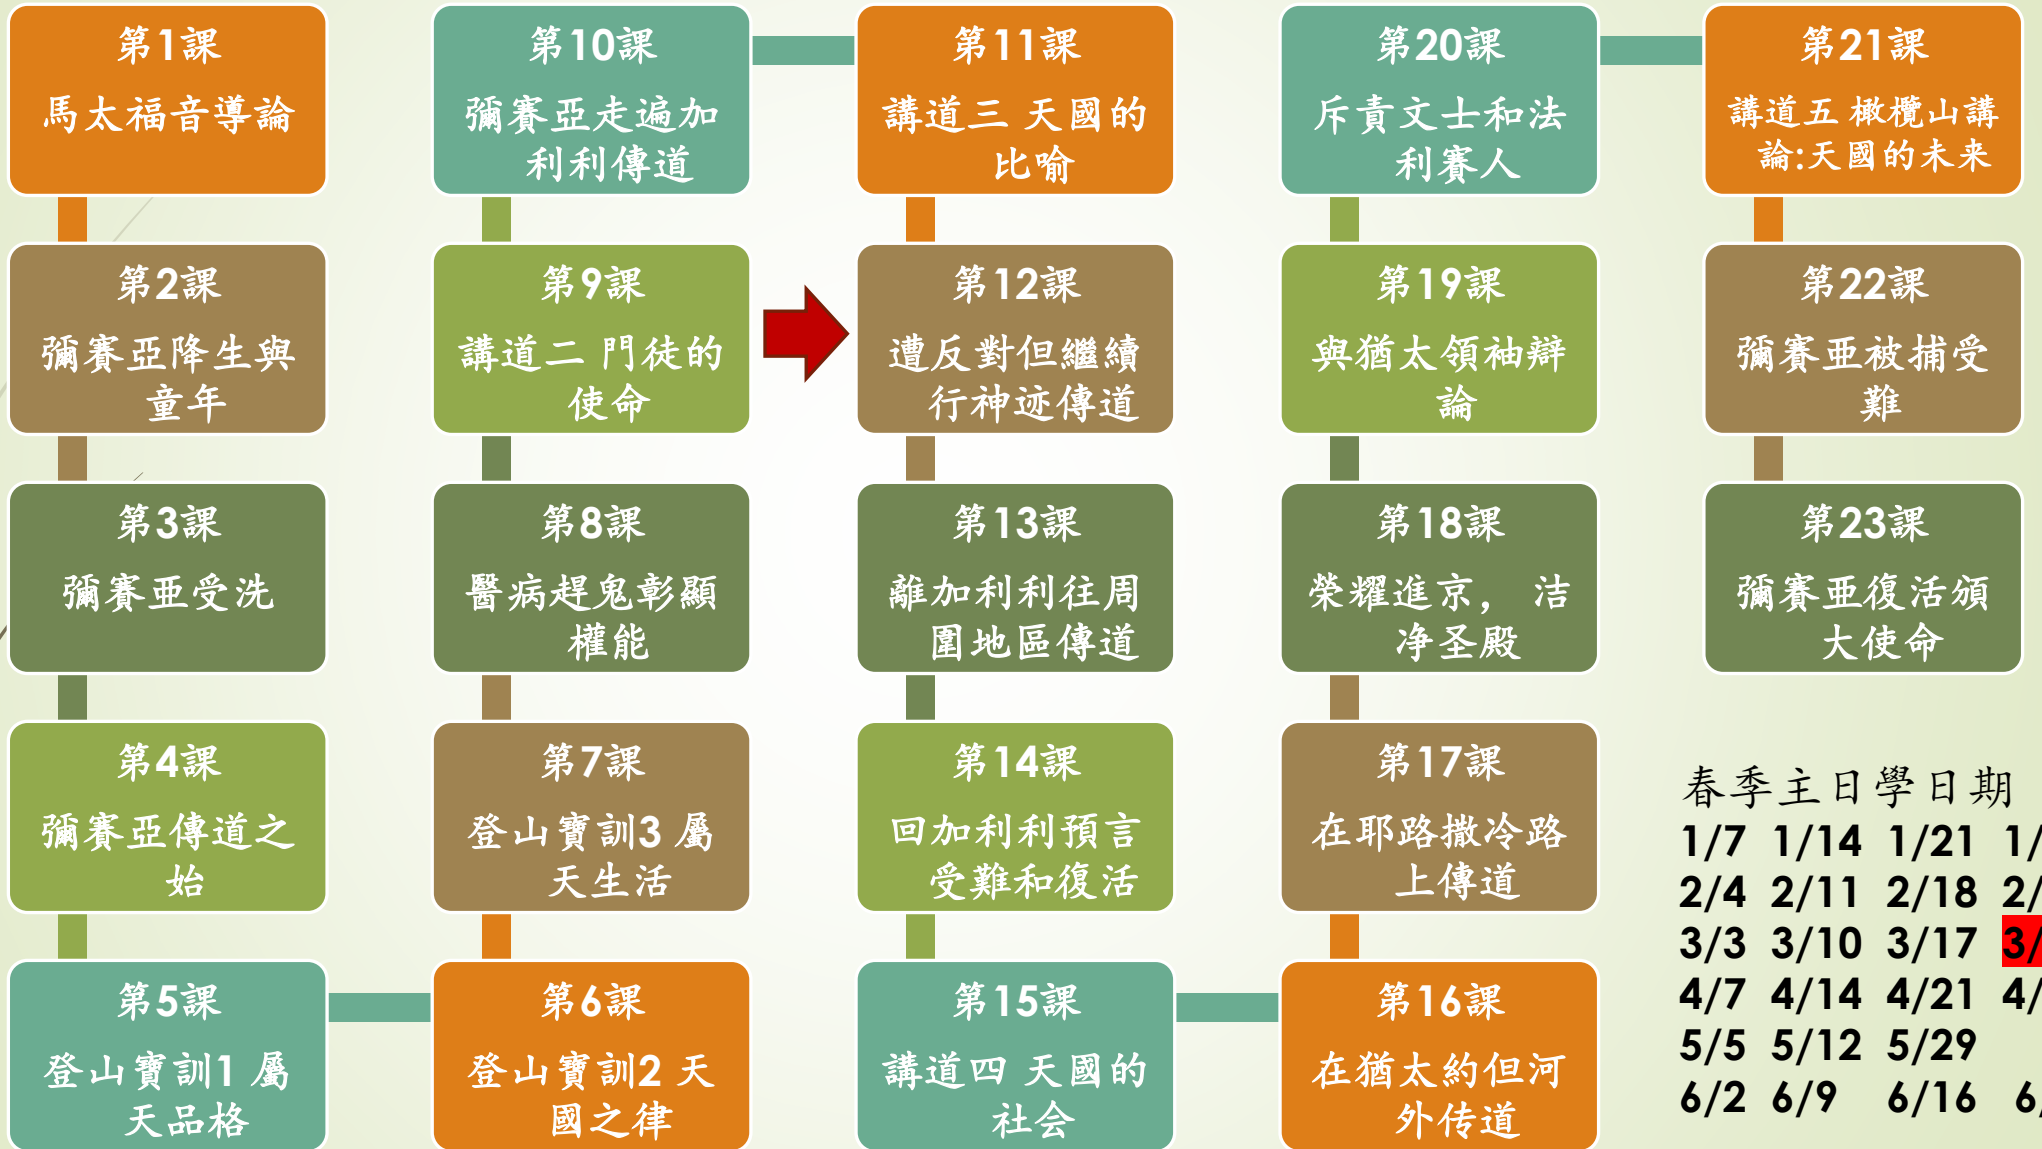 第1課
馬太福音導論
第2課
彌賽亞降生與
童年
第3課
彌賽亚受洗
第4課
彌賽亞傳道之
始
第5課
登山寶訓1 屬
天品格
第6課
登山寶訓2 天
國之律
第7課
登山寶訓3 屬
天生活
第8課
醫病趕鬼彰顯
權能
第9課
講道二 門徒的
使命
第10課
彌賽亞走遍加
利利傳道
第11課
講道三 天國的
比喻
第12課
遭反對但繼續
行神迹傳道
第13課
離加利利往周
圍地區傳道
第14課
回加利利預言
受難和復活
第15課
講道四 天國的
社会
第16課
在猶太約但河
外传道
第17課
在耶路撒冷路
上傳道
第18課
榮耀進京， 洁
净圣殿
第19課
與猶太領袖辯
論
第20課
斥責文士和法
利賽人
第21課
講道五 橄欖山講
論:天國的未来
第22課
彌賽亚被捕受
難
第23課
彌賽亚復活頒
大使命
春季主日學日期
1/7 1/14 1/21 1/
2/4 2/11 2/18 2/
3/3 3/10 3/17 3/
4/7 4/14 4/21 4/
5/5 5/12 5/29
6/2 6/9 6/16 6/